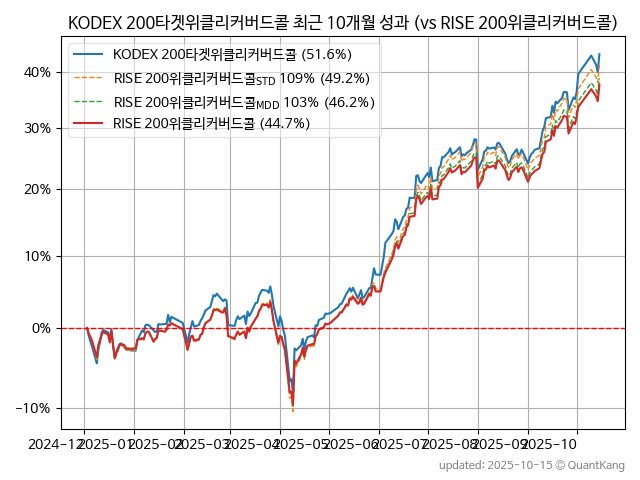 KODEX 200타겟위클리커버드콜 최근 10개월 성과 (vs RISE 200위클리커버드콜)
KODEX 200타겟위클리커버드콜 (51.6%)
RISE 200위클리커버드콜STD 109% (49.2%)
RISE 200위클리커버드콜MDD 103% (46.2%)
RISE 200위클리커버드콜 (44.7%)
40%
30%
20%
10%
0%
−10%
2024-12 2025-01 2025-02 2025-03 2025-04 2025-05 2025-06 2025-07 2025-08 2025-09 2025-10
updated: 2025-10-15 © QuantKang